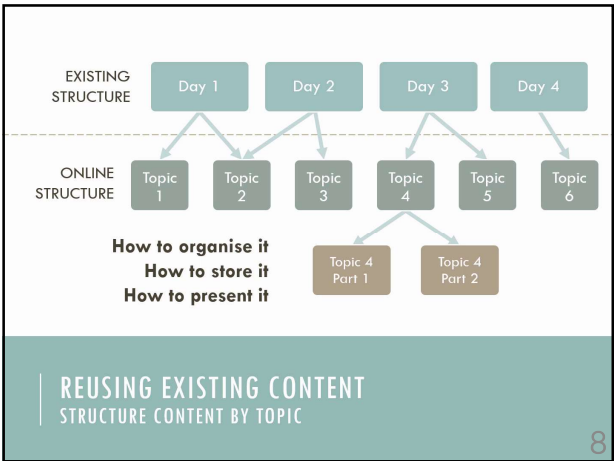 EXISTING
STRUCTURE
Day 1
Day 2
Day 3
Day 4
ONLINE
STRUCTURE
Topic
1
Topic
2
Topic
3
Topic
4
Topic
5
Topic
6
How to organise it
How to store it
How to present it
Topic 4
Part 1
Topic 4
Part 2
REUSING EXISTING CONTENT
STRUCTURE CONTENT BY TOPIC
8